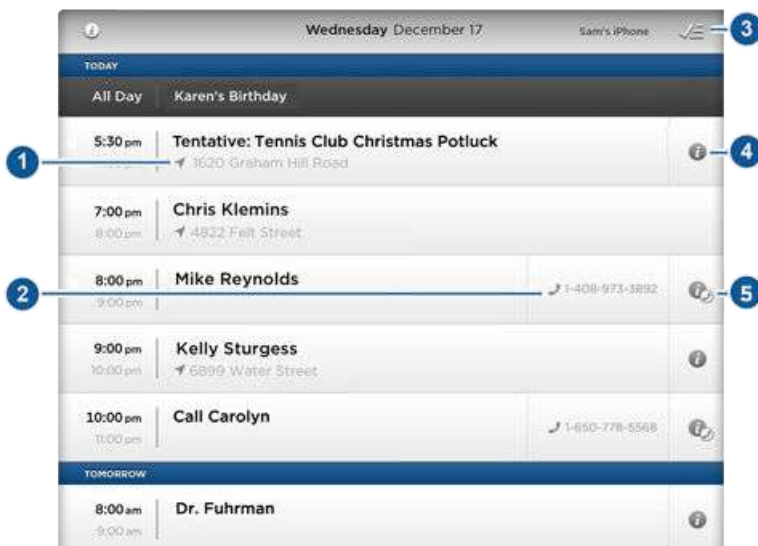 Wednesday December 17 Sam's iPhone 3
TODAY
All Day Karen's Birthday
5:30 pm Tentative: Tennis Club Christmas Potluck
1 1620 Graham Hill Road 4
7:00 pm Chris Klemins
8:00 pm 4822 Felt Street
8:00 pm Mike Reynolds
2 9:00 pm 1-408-973-3892 5
9:00 pm Kelly Sturgess
10:00 pm 6899 Water Street
10:00 pm Call Carolyn
11:00 pm 1-650-778-5568
TOMORROW
8:00 am Dr. Fuhrman
9:00 am